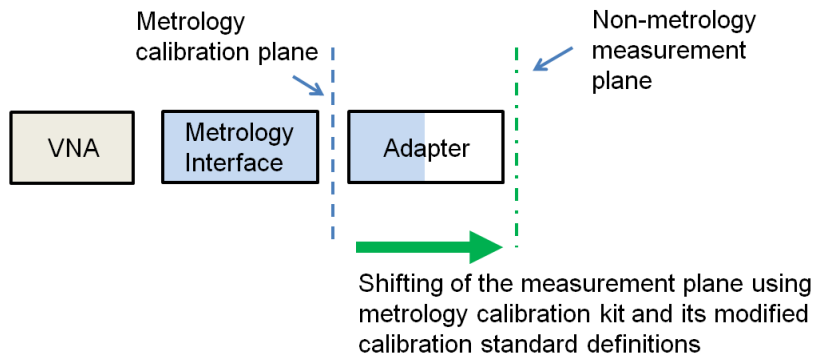 Metrology
calibration plane
Non-metrology
measurement
plane
VNA
Metrology
Interface
Adapter
Shifting of the measurement plane using
metrology calibration kit and its modified
calibration standard definitions